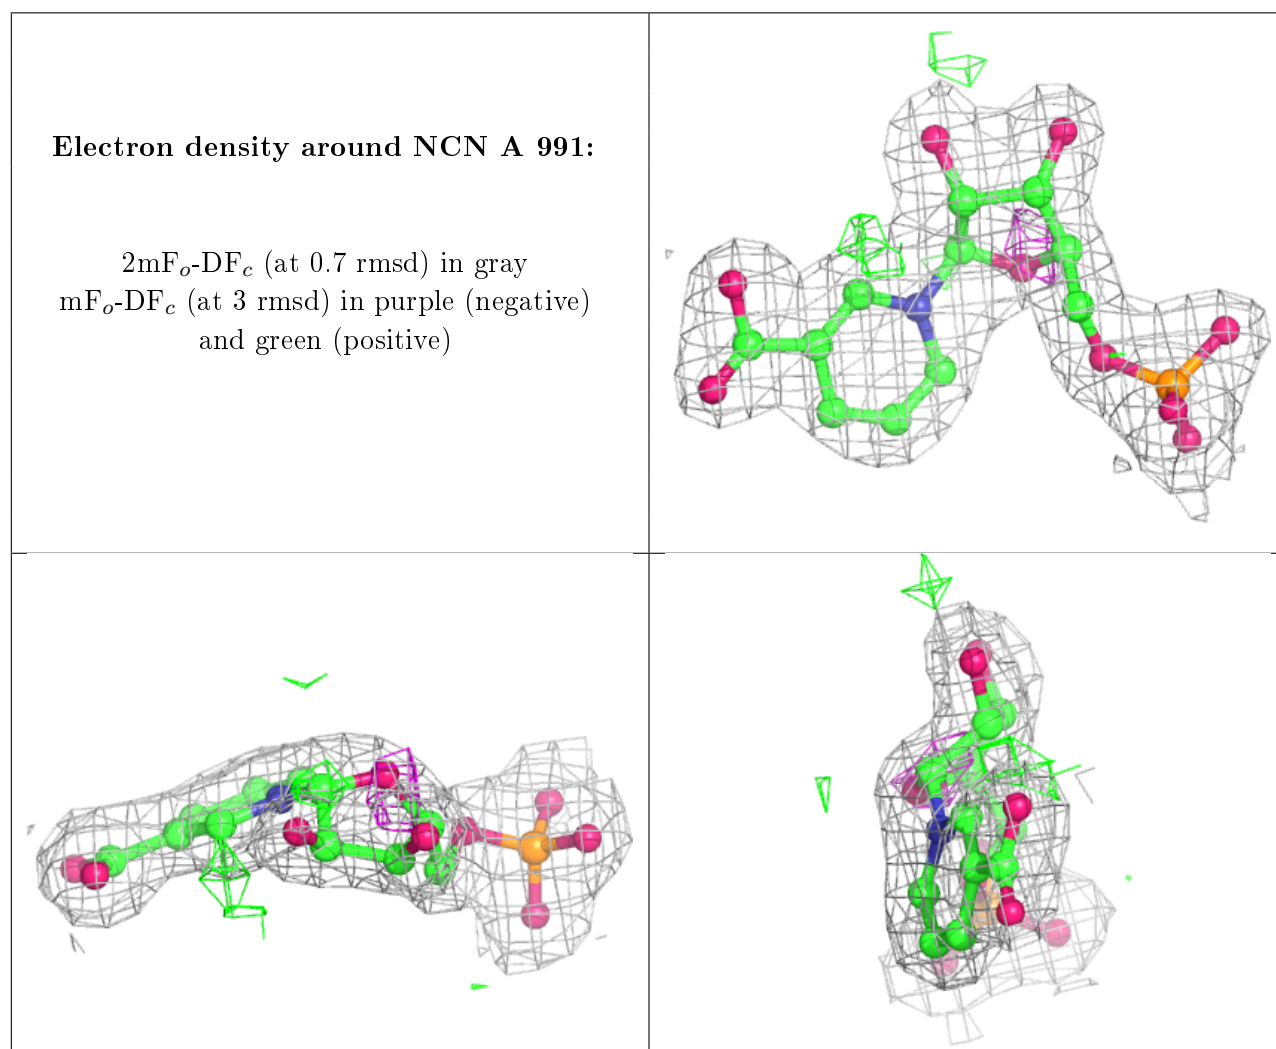 Electron density around NCN A 991:
2mFo-DFc (at 0.7 rmsd) in gray
mFo-DFc (at 3 rmsd) in purple (negative)
and green (positive)